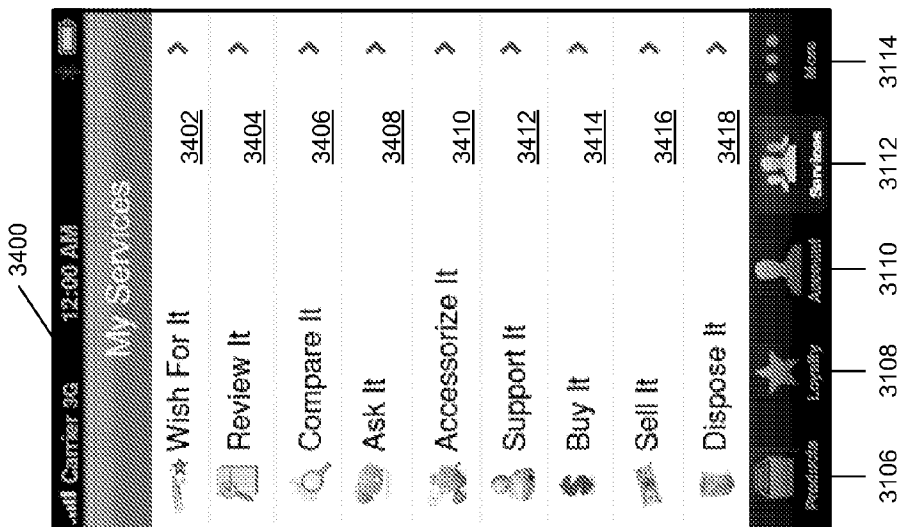 3400
Carrier 3G 12:00 AM
My Services
Wish For It 3402
Review It 3404
Compare It 3406
Ask It 3408
Accessorize It 3410
Support It 3412
Buy It 3414
Sell It 3416
Dispose It 3418
Products Loyalty Account Services More
3106 3108 3110 3112 3114